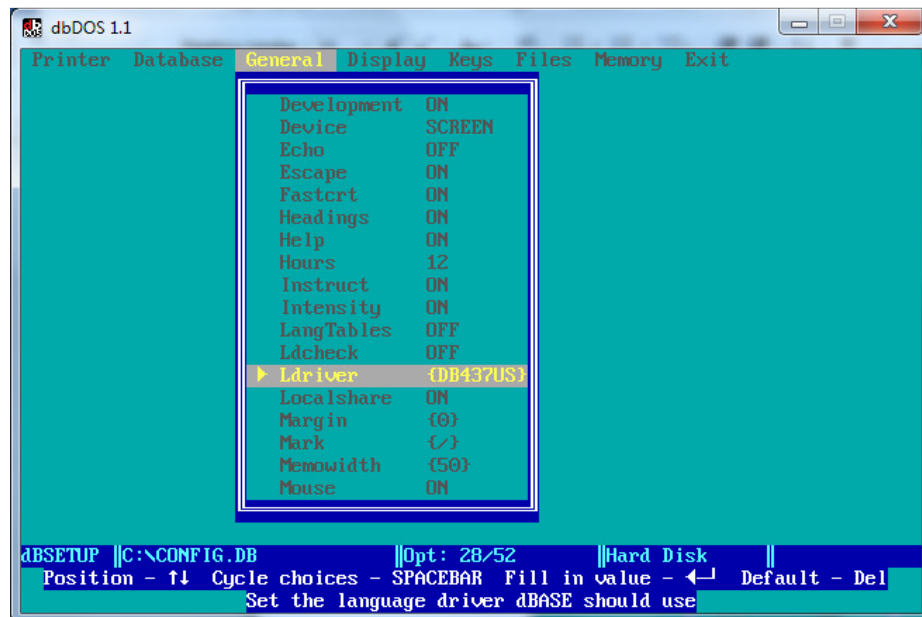 dbDOS 1.1
Printer Database General Display Keys Files Memory Exit
Development ON
Device SCREEN
Echo OFF
Escape ON
Fastcrt ON
Headings ON
Help ON
Hours 12
Instruct ON
Intensity ON
LangTables OFF
Ldcheck OFF
Ldriver {DB437US}
Localshare ON
Margin {0}
Mark {/}
Memowidth {50}
Mouse ON
dBSETUP ║C:\CONFIG.DB ║Opt: 28/52 ║Hard Disk ║
Position - ↑↓ Cycle choices - SPACEBAR Fill in value - ◄─┘ Default - Del
Set the language driver dBASE should use